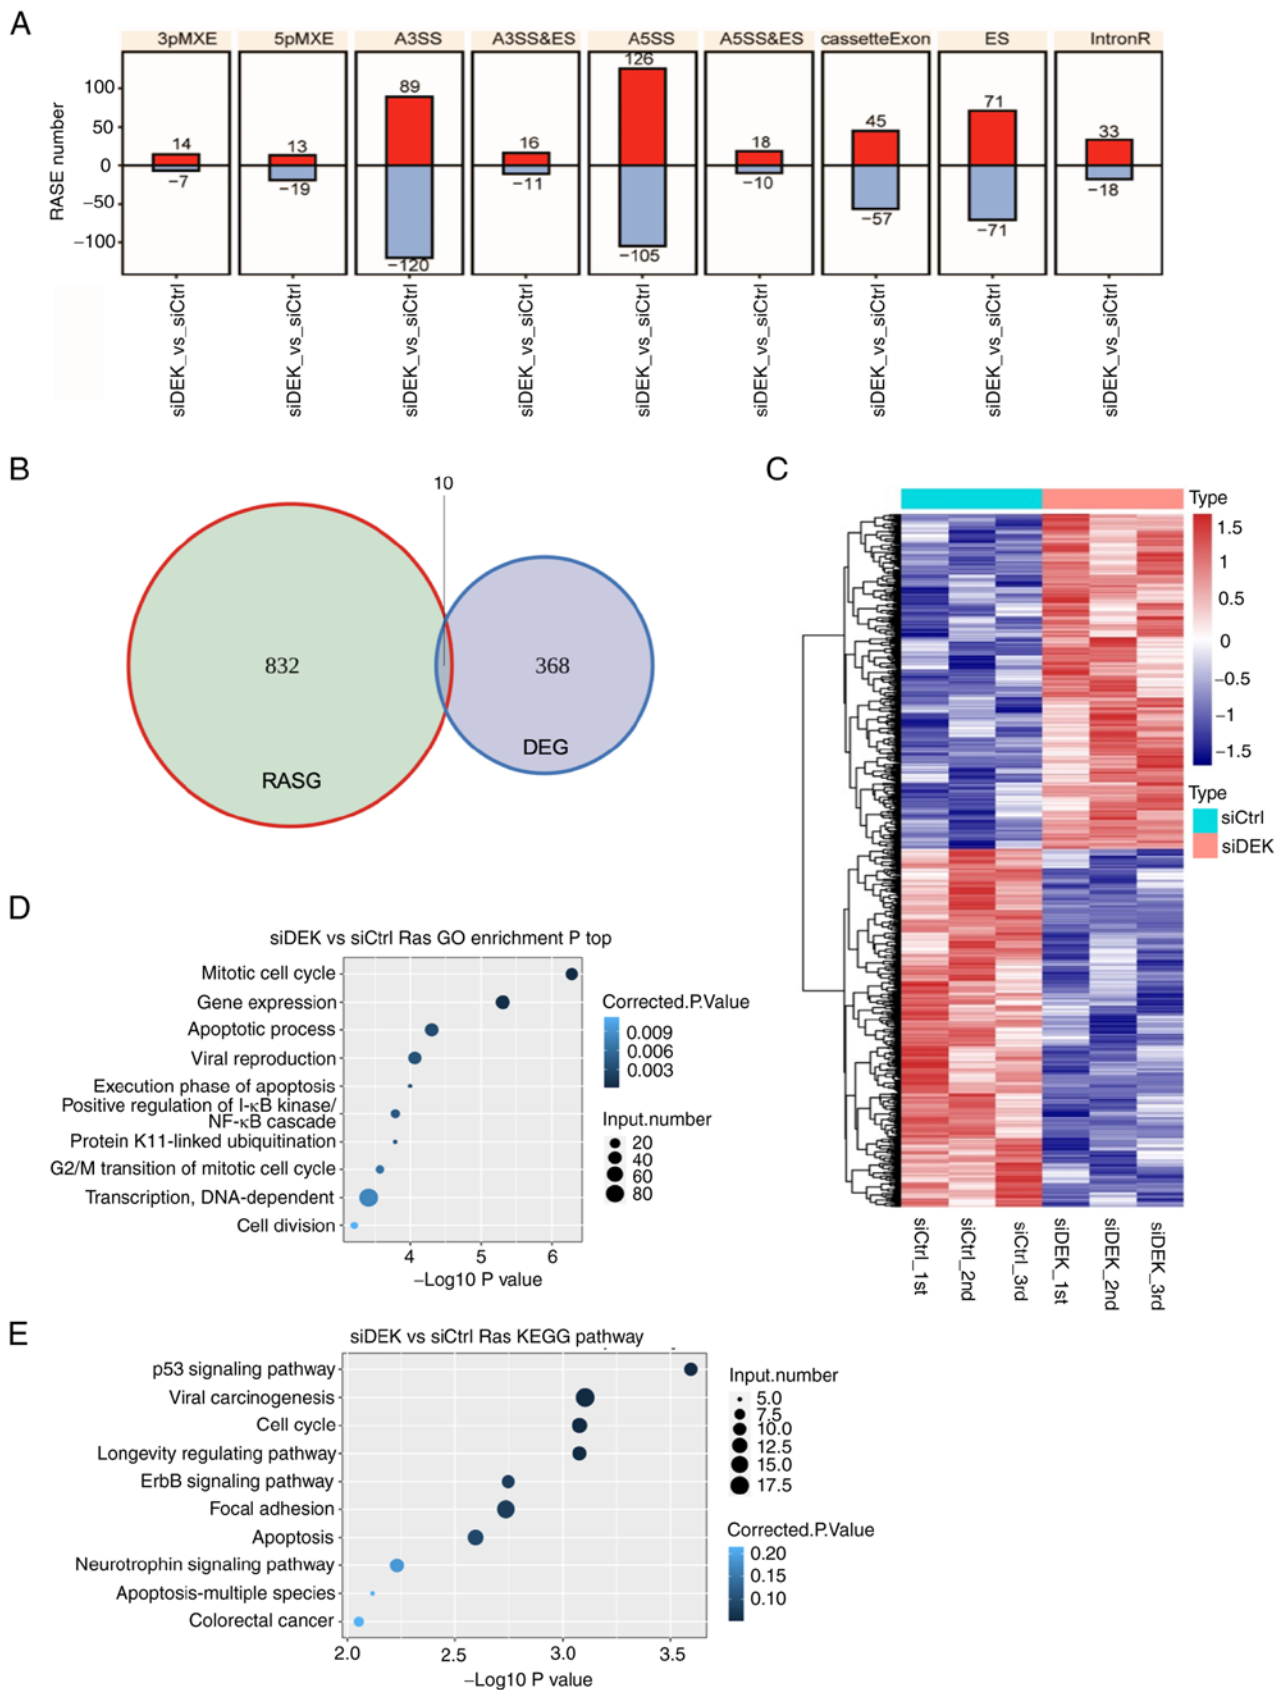 A
3pMXE 5pMXE A3SS A3SS&ES A5SS A5SS&ES cassetteExon ES IntronR
RASE number
100
50
0
−50
−100
14 13 89 16 126 18 45 71 33
−7 −19 −120 −11 −105 −10 −57 −71 −18
siDEK_vs_siCtrl siDEK_vs_siCtrl siDEK_vs_siCtrl siDEK_vs_siCtrl siDEK_vs_siCtrl siDEK_vs_siCtrl siDEK_vs_siCtrl siDEK_vs_siCtrl siDEK_vs_siCtrl
B
10
832
368
RASG
DEG
C
Type
1.5
1
0.5
0
−0.5
−1
−1.5
Type
siCtrl
siDEK
siCtrl_1st siCtrl_2nd siCtrl_3rd siDEK_1st siDEK_2nd siDEK_3rd
D
siDEK vs siCtrl Ras GO enrichment P top
Mitotic cell cycle
Gene expression
Apoptotic process
Viral reproduction
Execution phase of apoptosis
Positive regulation of I-κB kinase/
NF-κB cascade
Protein K11-linked ubiquitination
G2/M transition of mitotic cell cycle
Transcription, DNA-dependent
Cell division
4 5 6
−Log10 P value
Corrected.P.Value
0.009
0.006
0.003
Input.number
20
40
60
80
E
siDEK vs siCtrl Ras KEGG pathway
p53 signaling pathway
Viral carcinogenesis
Cell cycle
Longevity regulating pathway
ErbB signaling pathway
Focal adhesion
Apoptosis
Neurotrophin signaling pathway
Apoptosis-multiple species
Colorectal cancer
2.0 2.5 3.0 3.5
−Log10 P value
Input.number
5.0
7.5
10.0
12.5
15.0
17.5
Corrected.P.Value
0.20
0.15
0.10